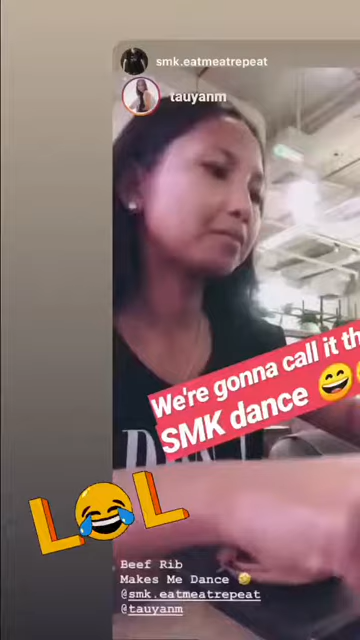 smk.eatmeatrepeat
tauyanm
We're gonna call it th
SMK dance 😄
LOL
Beef Rib
Makes Me Dance 🤣
@smk.eatmeatrepeat
@tauyanm